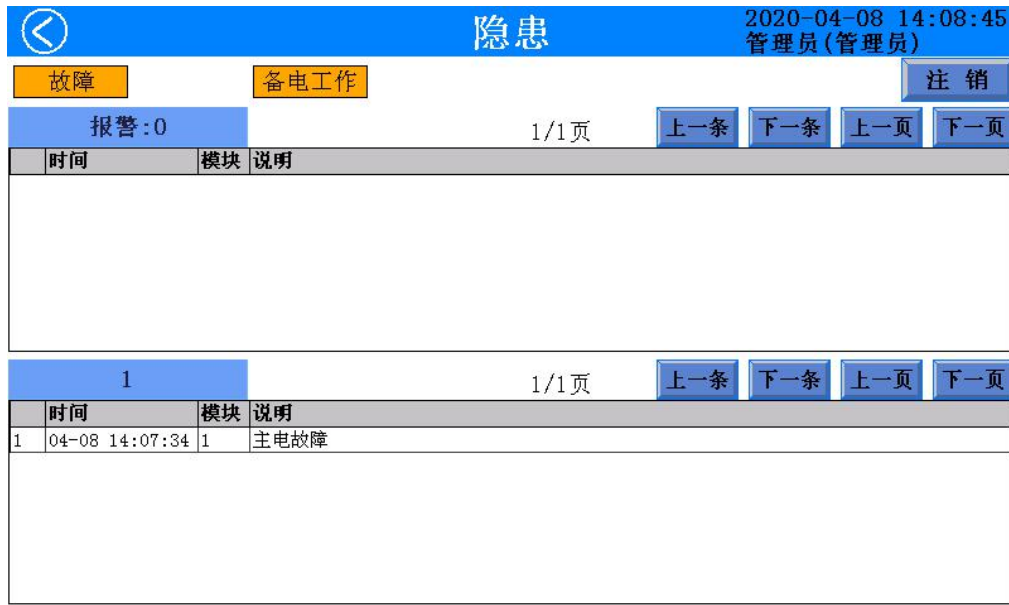 隐患
2020-04-08 14:08:45
管理员(管理员)
故障 备电工作 注 销
报警:0 1/1页 上一条 下一条 上一页 下一页
时间 模块 说明
1 1/1页 上一条 下一条 上一页 下一页
时间 模块 说明
1 04-08 14:07:34 1 主电故障